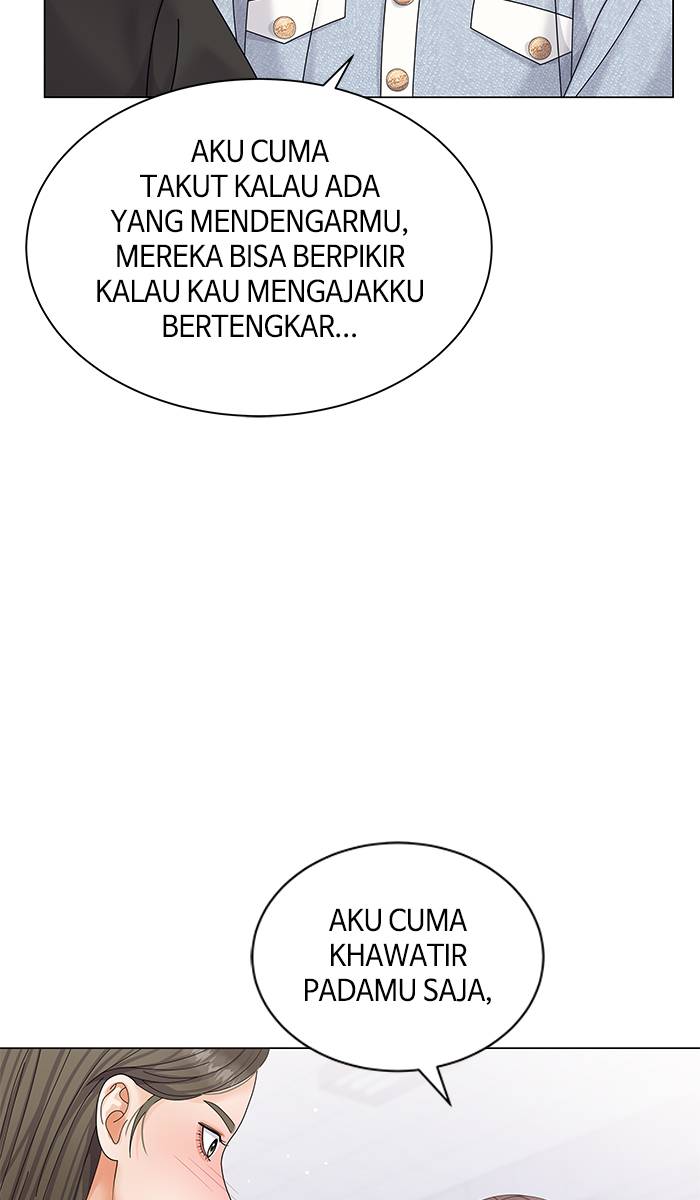 AKU CUMA
TAKUT KALAU ADA
YANG MENDENGARMU,
MEREKA BISA BERPIKIR
KALAU KAU MENGAJAKKU
BERTENGKAR...
AKU CUMA
KHAWATIR
PADAMU SAJA,